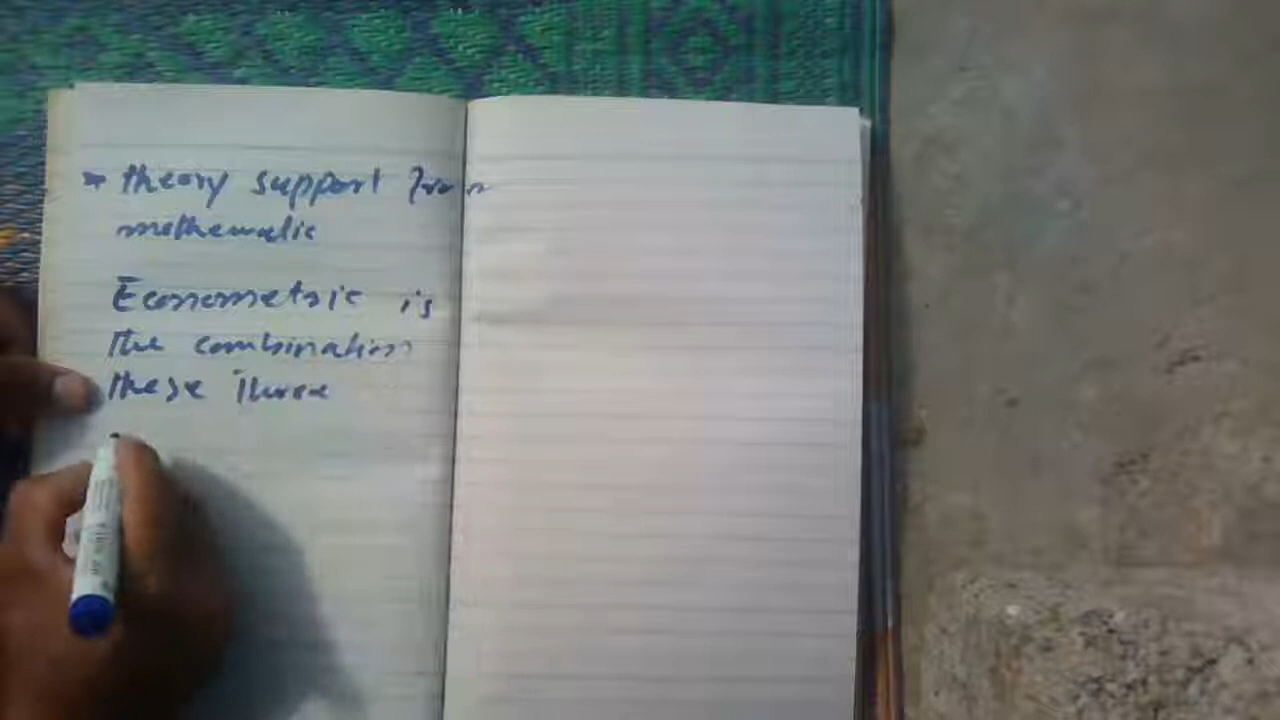 * theory support from
mathematic
Econometric is
the combination
these three